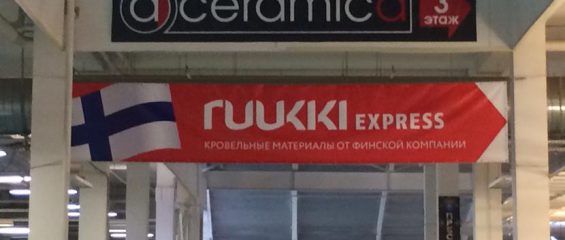 ceramica
3
этаж
ruukki EXPRESS
КРОВЕЛЬНЫЕ МАТЕРИАЛЫ ОТ ФИНСКОЙ КОМПАНИИ